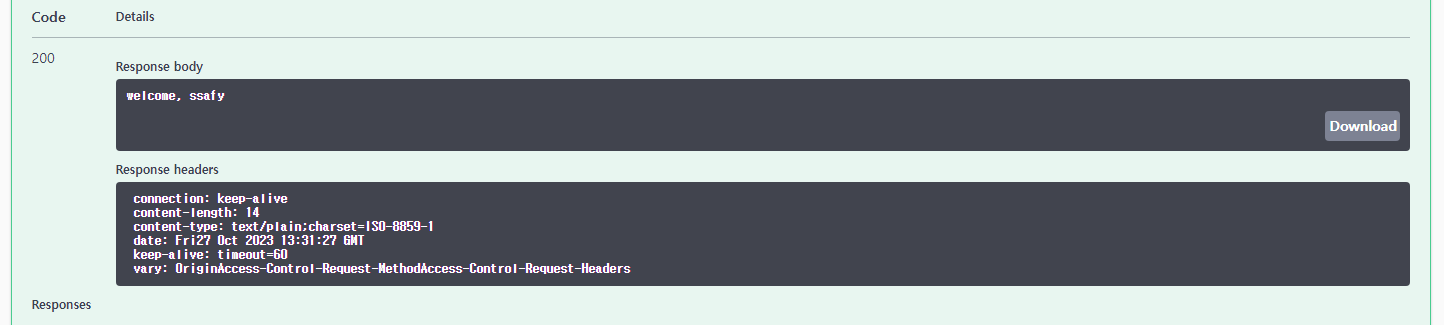 Code Details
200
Response body
welcome, ssafy
Download
Response headers
connection: keep-alive
content-length: 14
content-type: text/plain;charset=ISO-8859-1
date: Fri27 Oct 2023 13:31:27 GMT
keep-alive: timeout=60
vary: OriginAccess-Control-Request-MethodAccess-Control-Request-Headers
Responses